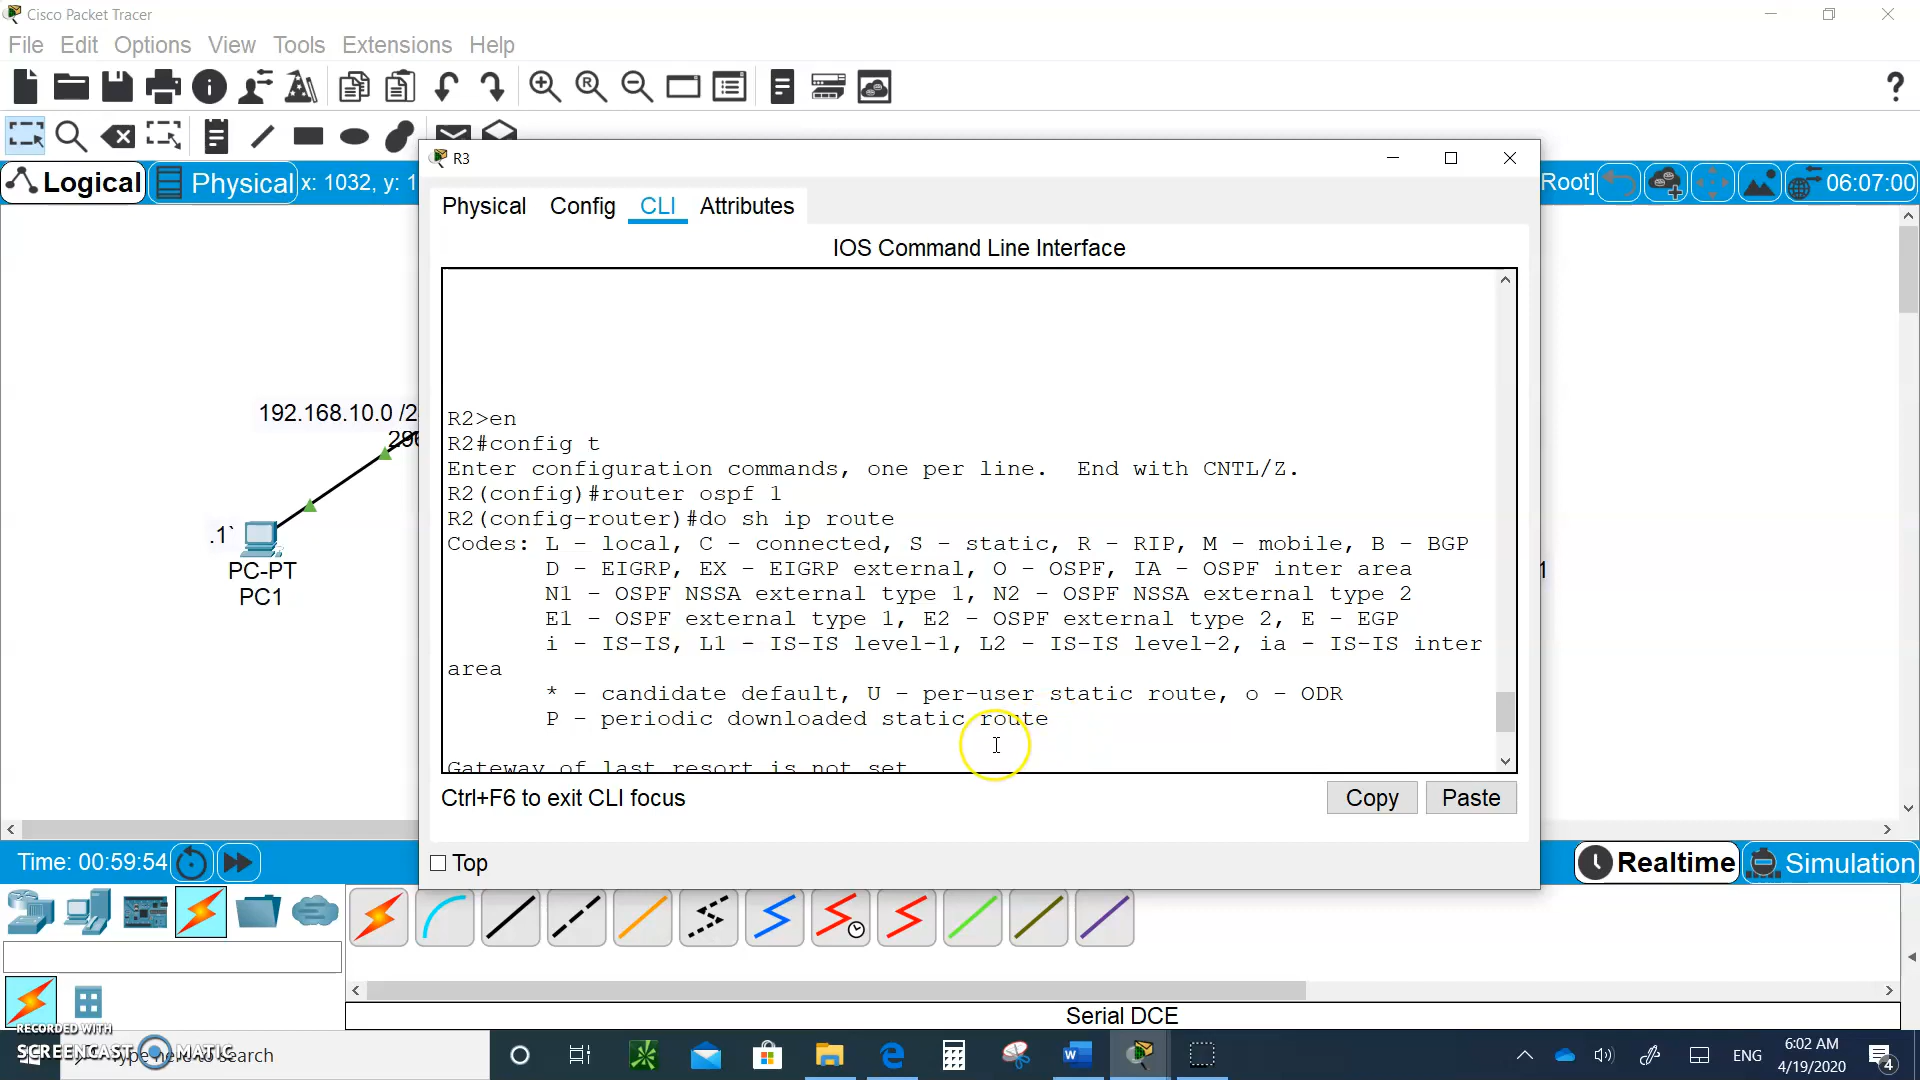 Cisco Packet Tracer
File Edit Options View Tools Extensions Help
R3
Logical Physical x: 1032, y: 1
Root] 06:07:00
Physical Config CLI Attributes
IOS Command Line Interface
R2>en
R2#config t
Enter configuration commands, one per line.  End with CNTL/Z.
R2(config)#router ospf 1
R2(config-router)#do sh ip route
Codes: L - local, C - connected, S - static, R - RIP, M - mobile, B - BGP
D - EIGRP, EX - EIGRP external, O - OSPF, IA - OSPF inter area
N1 - OSPF NSSA external type 1, N2 - OSPF NSSA external type 2
E1 - OSPF external type 1, E2 - OSPF external type 2, E - EGP
i - IS-IS, L1 - IS-IS level-1, L2 - IS-IS level-2, ia - IS-IS inter
area
* - candidate default, U - per-user static route, o - ODR
P - periodic downloaded static route
Gateway of last resort is not set
Ctrl+F6 to exit CLI focus
Copy Paste
Top
192.168.10.0 /2
296
.1`
PC-PT
PC1
1
Time: 00:59:54
Realtime Simulation
Serial DCE
RECORDED WITH
SCREENCAST MATIC
Type here to search
ENG
6:02 AM
4/19/2020
4